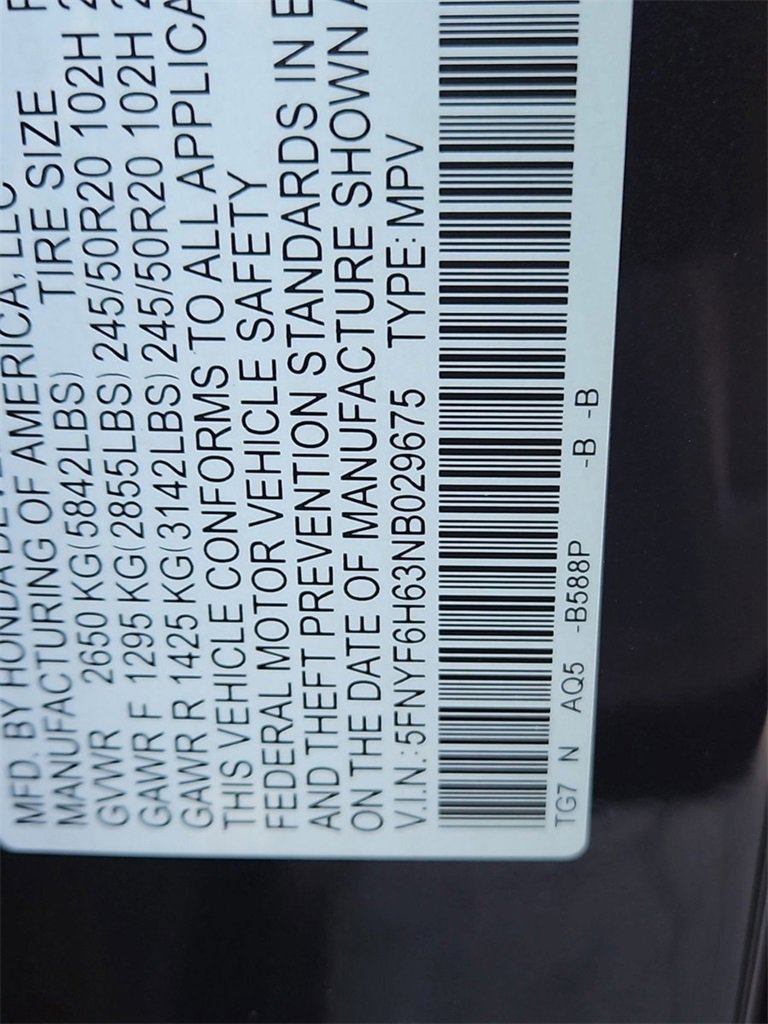 MFD. BY HONDA
MANUFACTURING OF AMERICA, LLC TIRE SIZE
GVWR 2650 KG(5842LBS)
GAWR F 1295 KG(2855LBS) 245/50R20 102H
GAWR R 1425 KG(3142LBS) 245/50R20 102H
THIS VEHICLE CONFORMS TO ALL APPLICA
FEDERAL MOTOR VEHICLE SAFETY
AND THEFT PREVENTION STANDARDS IN E
ON THE DATE OF MANUFACTURE SHOWN A
V.I.N.: 5FNYF6H63NB029675 TYPE: MPV
TG7 N AQ5 -B588P -B -B